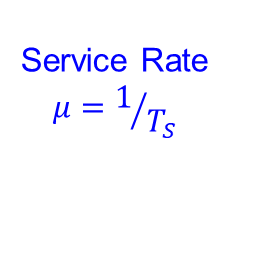 Service Rate
μ = 1/Ts